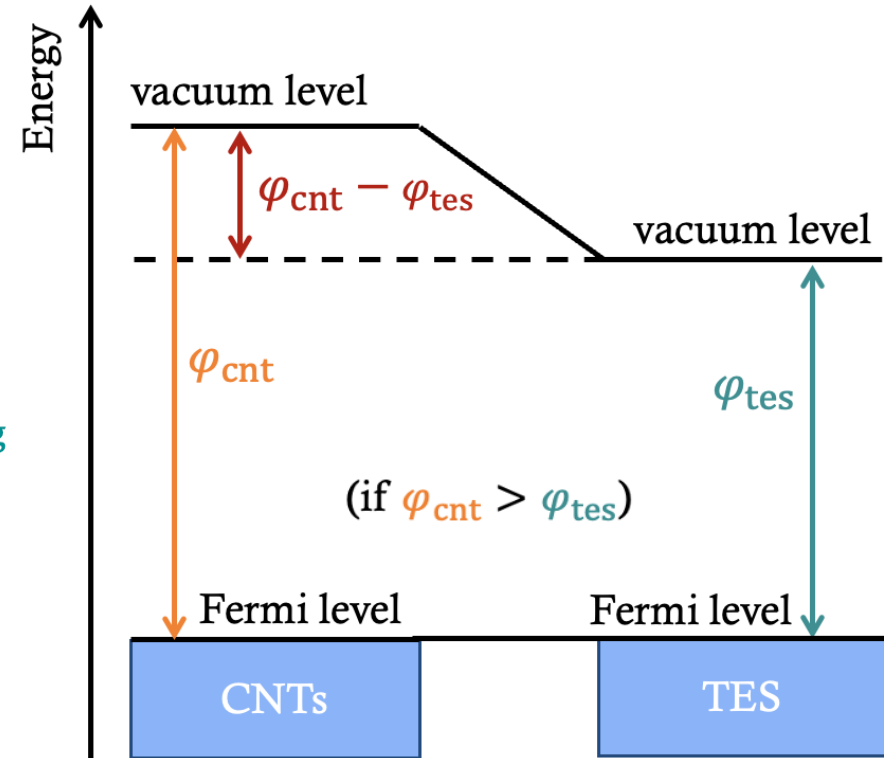 Energy
vacuum level
φcnt − φtes
vacuum level
φcnt
φtes
g
(if φcnt > φtes)
Fermi level
Fermi level
CNTs
TES